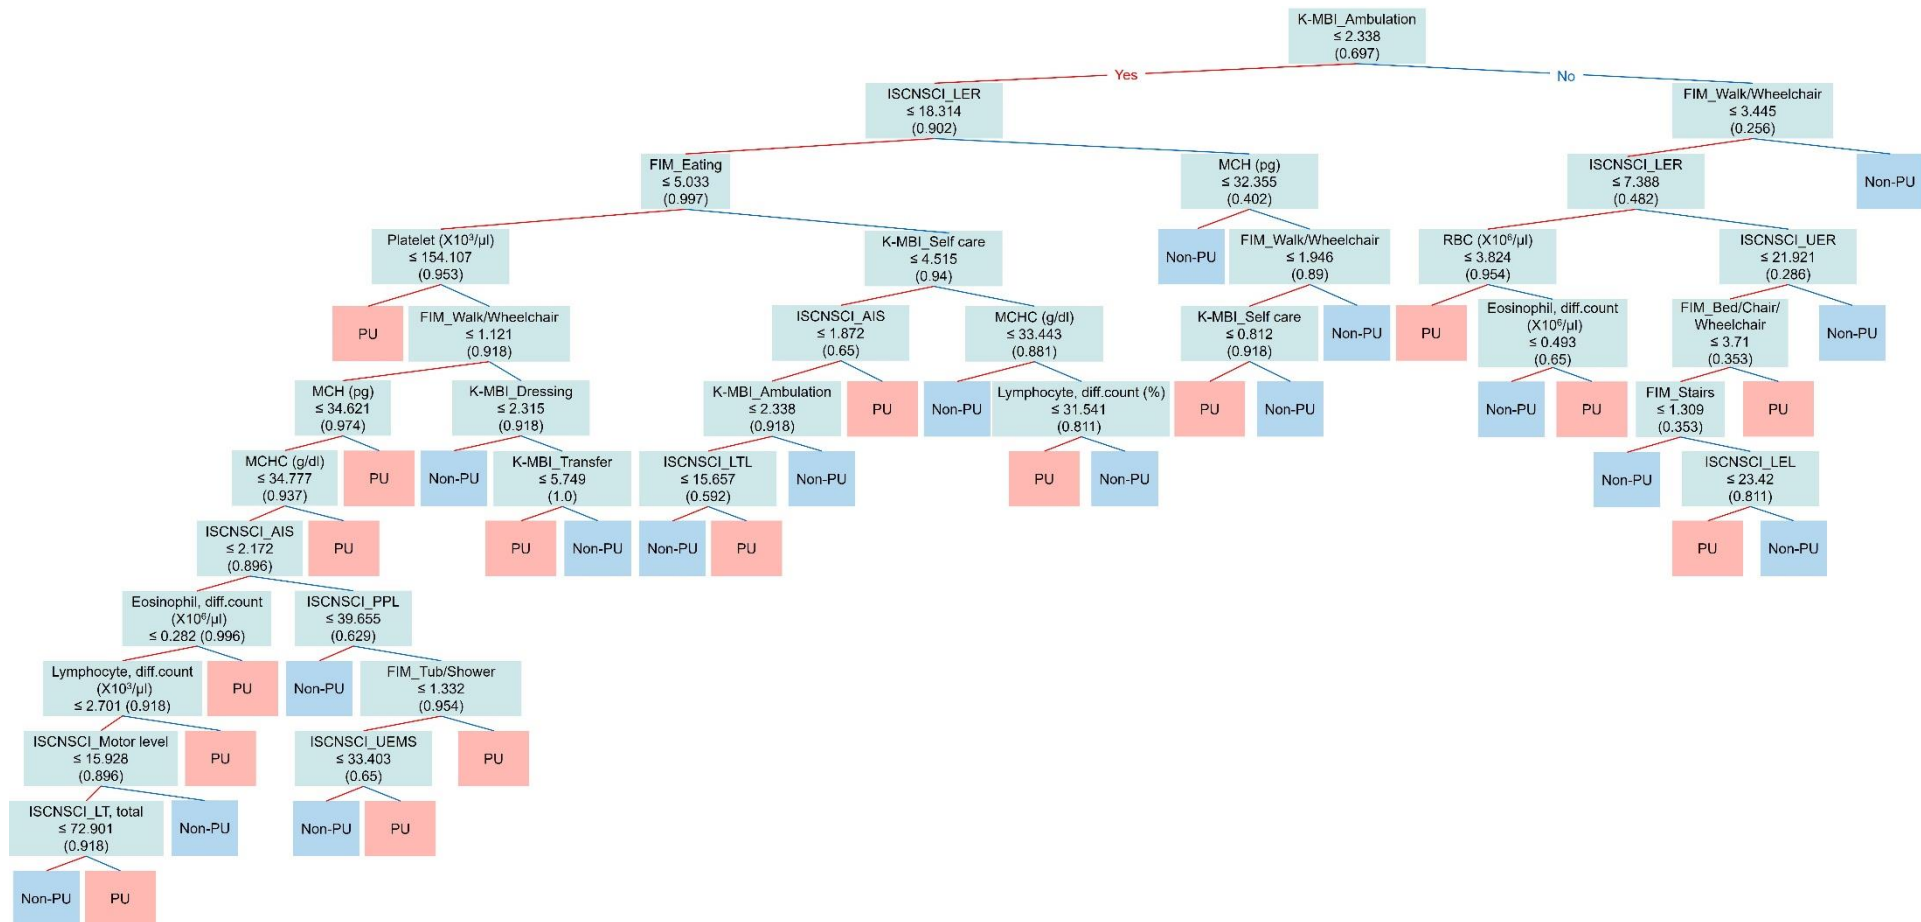 K-MBI_Ambulation
≤ 2.338
(0.697)
Yes
No
ISCNSCI_LER
≤ 18.314
(0.902)
FIM_Walk/Wheelchair
≤ 3.445
(0.256)
FIM_Eating
≤ 5.033
(0.997)
MCH (pg)
≤ 32.355
(0.402)
ISCNSCI_LER
≤ 7.388
(0.482)
Non-PU
Platelet (X10³/µl)
≤ 154.107
(0.953)
K-MBI_Self care
≤ 4.515
(0.94)
Non-PU
FIM_Walk/Wheelchair
≤ 1.946
(0.89)
RBC (X10⁶/µl)
≤ 3.824
(0.954)
ISCNSCI_UER
≤ 21.921
(0.286)
PU
FIM_Walk/Wheelchair
≤ 1.121
(0.918)
ISCNSCI_AIS
≤ 1.872
(0.65)
MCHC (g/dl)
≤ 33.443
(0.881)
K-MBI_Self care
≤ 0.812
(0.918)
Non-PU
PU
Eosinophil, diff.count
(X10⁶/µl)
≤ 0.493
(0.65)
FIM_Bed/Chair/
Wheelchair
≤ 3.71
(0.353)
Non-PU
MCH (pg)
≤ 34.621
(0.974)
K-MBI_Dressing
≤ 2.315
(0.918)
K-MBI_Ambulation
≤ 2.338
(0.918)
PU
Non-PU
Lymphocyte, diff.count (%)
≤ 31.541
(0.811)
PU
Non-PU
Non-PU
PU
FIM_Stairs
≤ 1.309
(0.353)
PU
MCHC (g/dl)
≤ 34.777
(0.937)
PU
Non-PU
K-MBI_Transfer
≤ 5.749
(1.0)
ISCNSCI_LTL
≤ 15.657
(0.592)
Non-PU
PU
Non-PU
Non-PU
ISCNSCI_LEL
≤ 23.42
(0.811)
ISCNSCI_AIS
≤ 2.172
(0.896)
PU
PU
Non-PU
Non-PU
PU
PU
Non-PU
Eosinophil, diff.count
(X10⁶/µl)
≤ 0.282 (0.996)
ISCNSCI_PPL
≤ 39.655
(0.629)
Lymphocyte, diff.count
(X10³/µl)
≤ 2.701 (0.918)
PU
Non-PU
FIM_Tub/Shower
≤ 1.332
(0.954)
ISCNSCI_Motor level
≤ 15.928
(0.896)
PU
ISCNSCI_UEMS
≤ 33.403
(0.65)
PU
ISCNSCI_LT, total
≤ 72.901
(0.918)
Non-PU
Non-PU
PU
Non-PU
PU